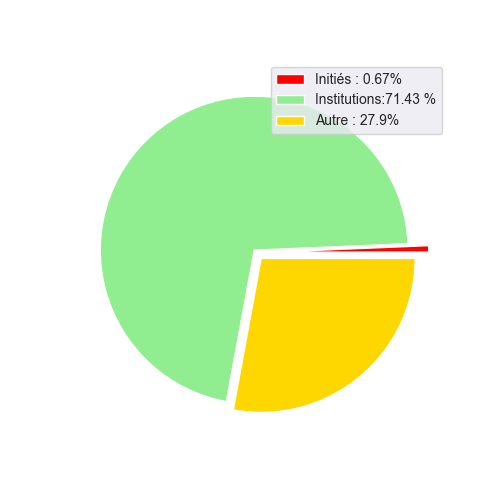 Initiés : 0.67%
Institutions:71.43 %
Autre : 27.9%